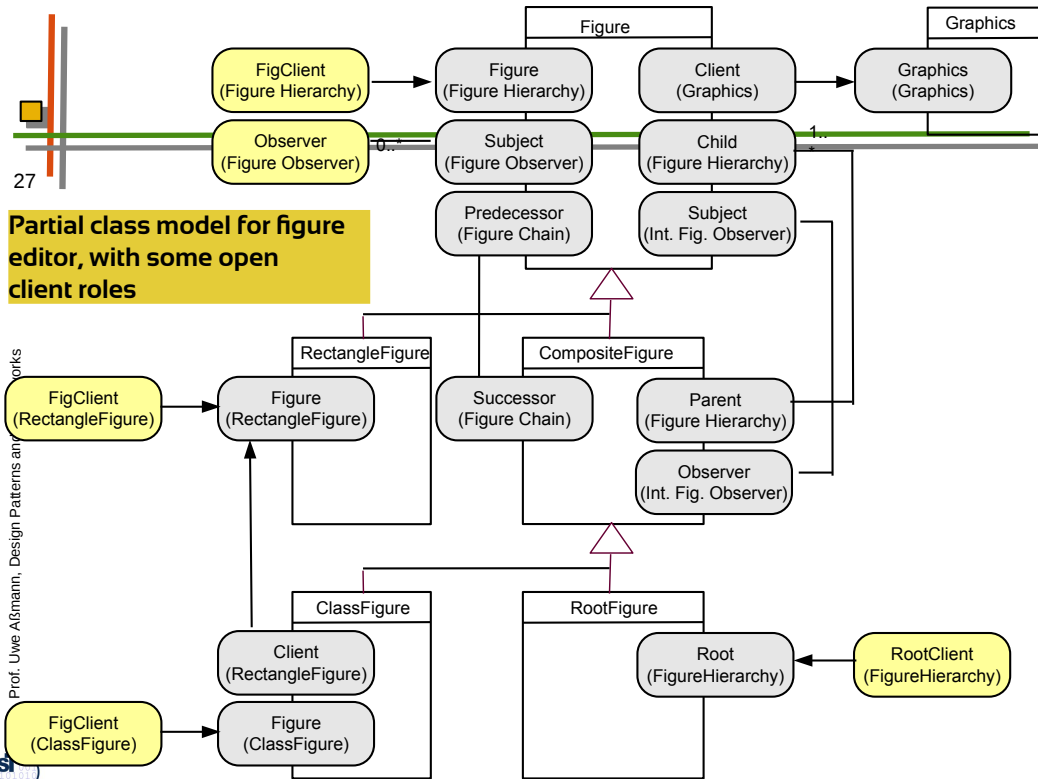 Figure
Graphics
FigClient
(Figure Hierarchy)
Figure
(Figure Hierarchy)
Client
(Graphics)
Graphics
(Graphics)
Observer
(Figure Observer)
0..*
Subject
(Figure Observer)
Child
(Figure Hierarchy)
1..
*
27
Predecessor
(Figure Chain)
Subject
(Int. Fig. Observer)
Partial class model for figure
editor, with some open
client roles
RectangleFigure
CompositeFigure
FigClient
(RectangleFigure)
Figure
(RectangleFigure)
Successor
(Figure Chain)
Parent
(Figure Hierarchy)
Observer
(Int. Fig. Observer)
Prof. Uwe Aßmann, Design Patterns and
orks
ClassFigure
RootFigure
Client
(RectangleFigure)
Root
(FigureHierarchy)
RootClient
(FigureHierarchy)
FigClient
(ClassFigure)
Figure
(ClassFigure)